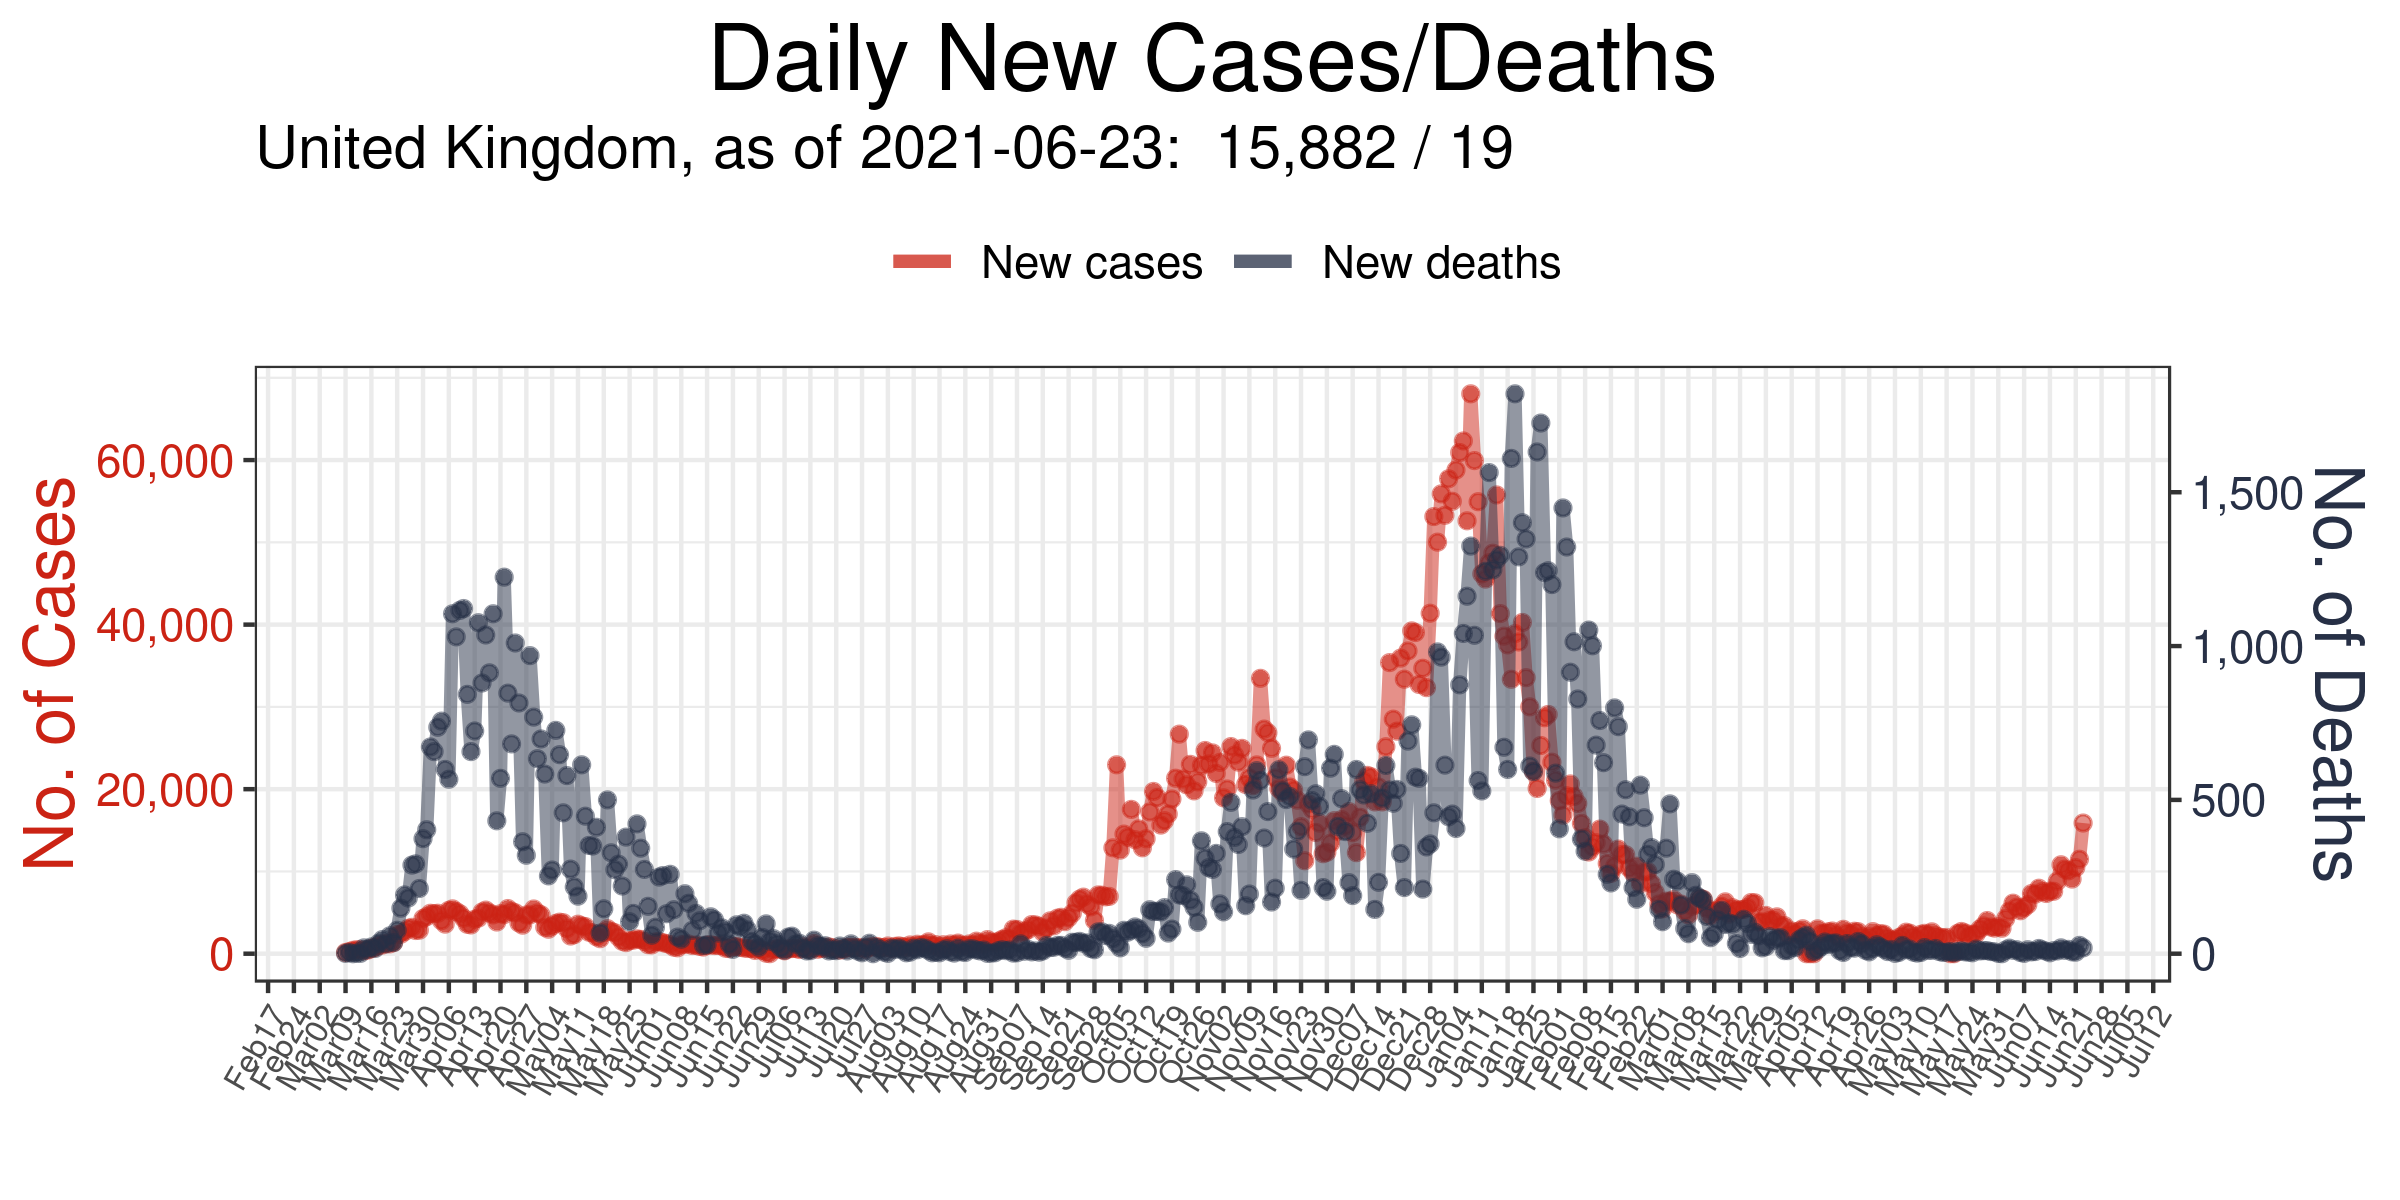 Daily New Cases/Deaths
United Kingdom, as of 2021-06-23:  15,882 / 19
New cases
New deaths
No. of Cases
60,000
40,000
20,000
0
1,500
1,000
500
0
No. of Deaths
Feb17
Feb24
Mar02
Mar09
Mar16
Mar23
Mar30
Apr06
Apr13
Apr20
Apr27
May04
May11
May18
May25
Jun01
Jun08
Jun15
Jun22
Jun29
Jul06
Jul13
Jul20
Jul27
Aug03
Aug10
Aug17
Aug24
Aug31
Sep07
Sep14
Sep21
Sep28
Oct05
Oct12
Oct19
Oct26
Nov02
Nov09
Nov16
Nov23
Nov30
Dec07
Dec14
Dec21
Dec28
Jan04
Jan11
Jan18
Jan25
Feb01
Feb08
Feb15
Feb22
Mar01
Mar08
Mar15
Mar22
Mar29
Apr05
Apr12
Apr19
Apr26
May03
May10
May17
May24
May31
Jun07
Jun14
Jun21
Jun28
Jul05
Jul12